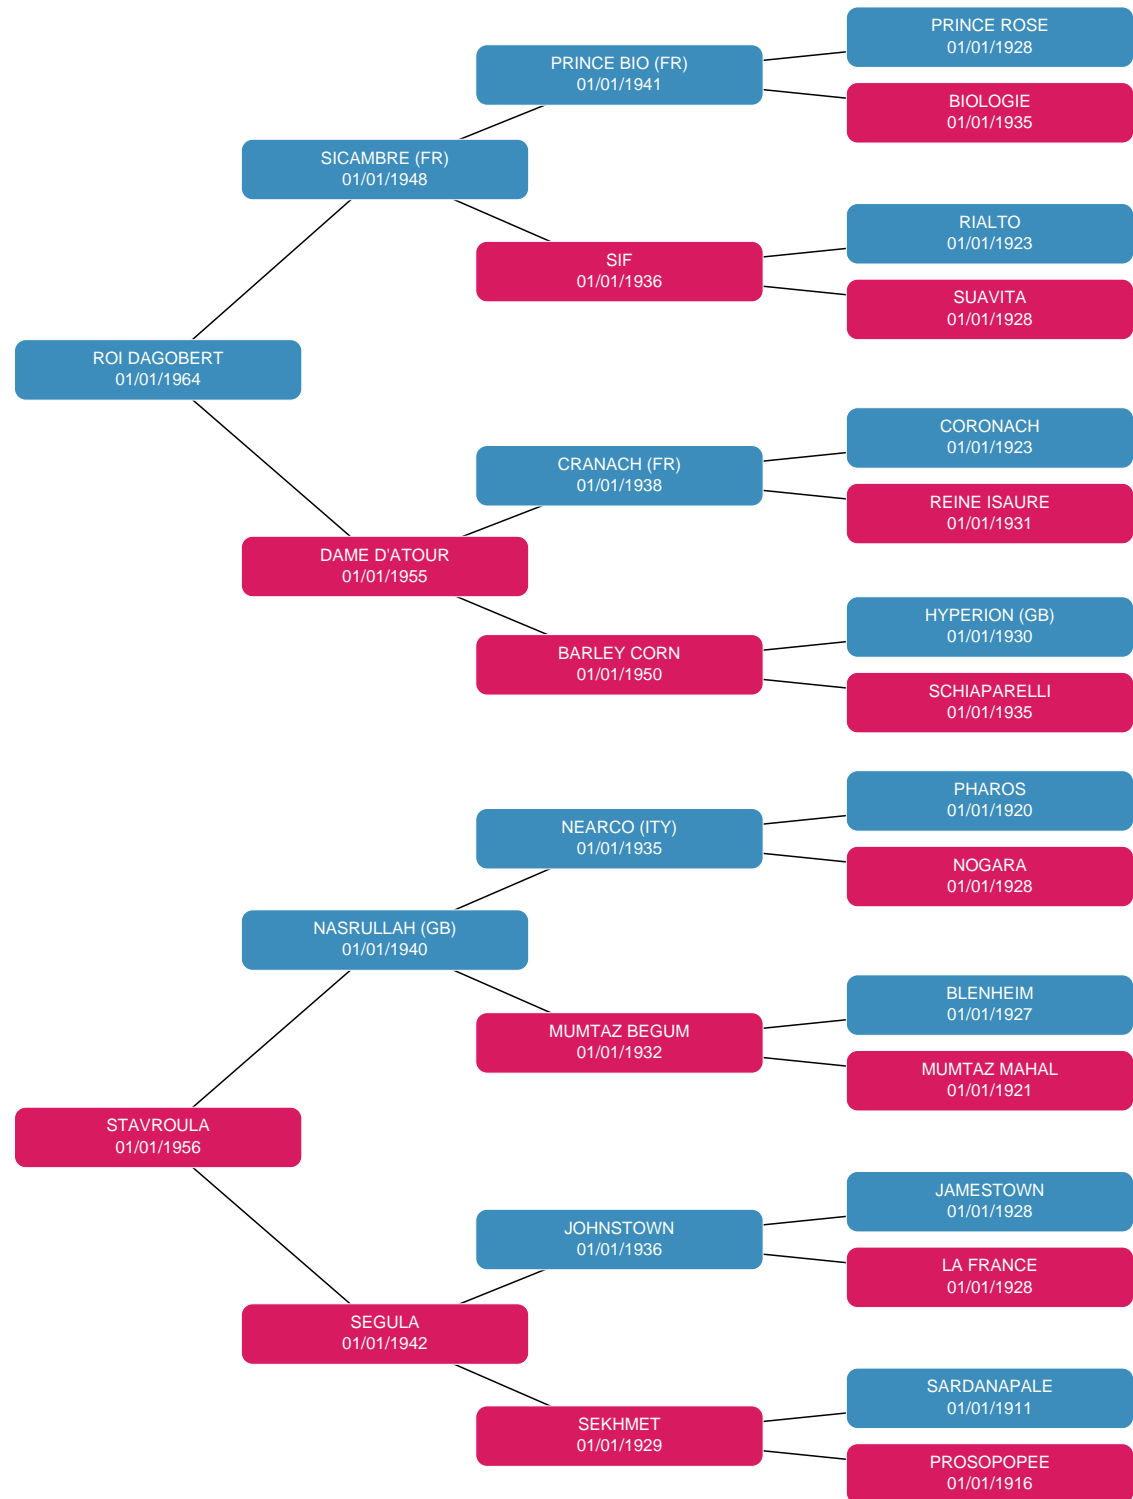 PRINCE ROSE
01/01/1928
PRINCE BIO (FR)
01/01/1941
BIOLOGIE
01/01/1935
SICAMBRE (FR)
01/01/1948
RIALTO
01/01/1923
SIF
01/01/1936
SUAVITA
01/01/1928
ROI DAGOBERT
01/01/1964
CORONACH
01/01/1923
CRANACH (FR)
01/01/1938
REINE ISAURE
01/01/1931
DAME D'ATOUR
01/01/1955
HYPERION (GB)
01/01/1930
BARLEY CORN
01/01/1950
SCHIAPARELLI
01/01/1935
PHAROS
01/01/1920
NEARCO (ITY)
01/01/1935
NOGARA
01/01/1928
NASRULLAH (GB)
01/01/1940
BLENHEIM
01/01/1927
MUMTAZ BEGUM
01/01/1932
MUMTAZ MAHAL
01/01/1921
STAVROULA
01/01/1956
JAMESTOWN
01/01/1928
JOHNSTOWN
01/01/1936
LA FRANCE
01/01/1928
SEGULA
01/01/1942
SARDANAPALE
01/01/1911
SEKHMET
01/01/1929
PROSOPOPEE
01/01/1916